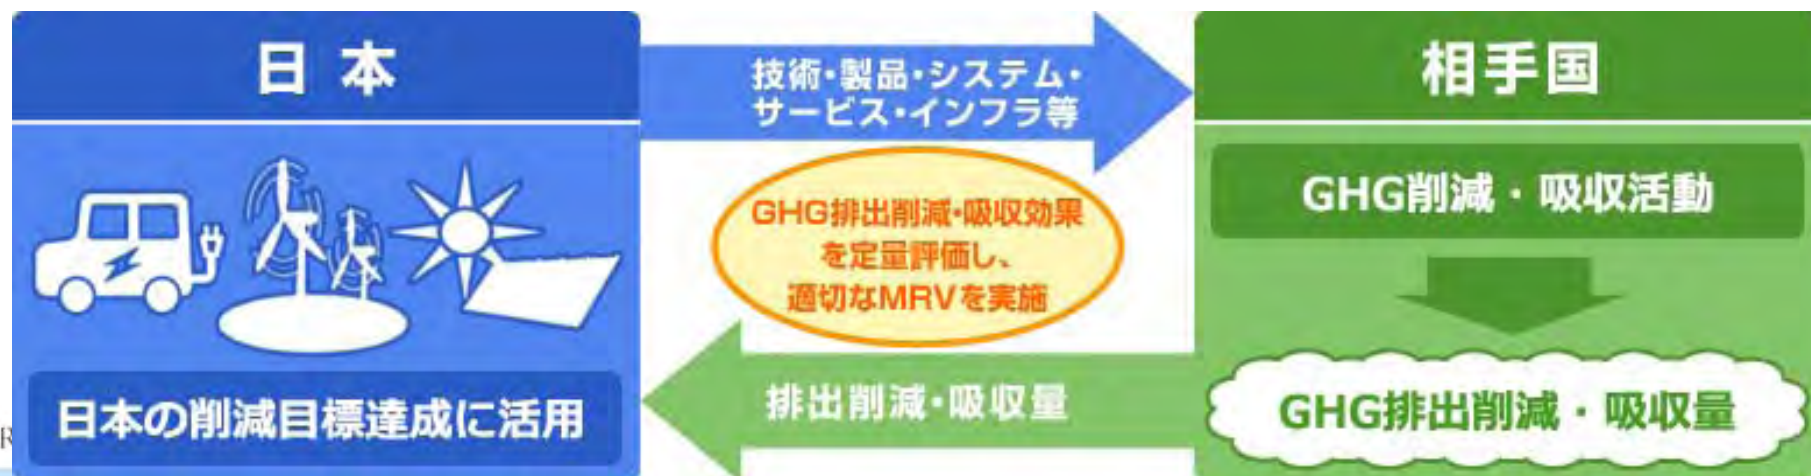 日本
技術・製品・システム・
サービス・インフラ等
相手国
GHG削減・吸収活動
GHG排出削減・吸収効果
を定量評価し、
適切なMRVを実施
日本の削減目標達成に活用
排出削減・吸収量
GHG排出削減・吸収量
R